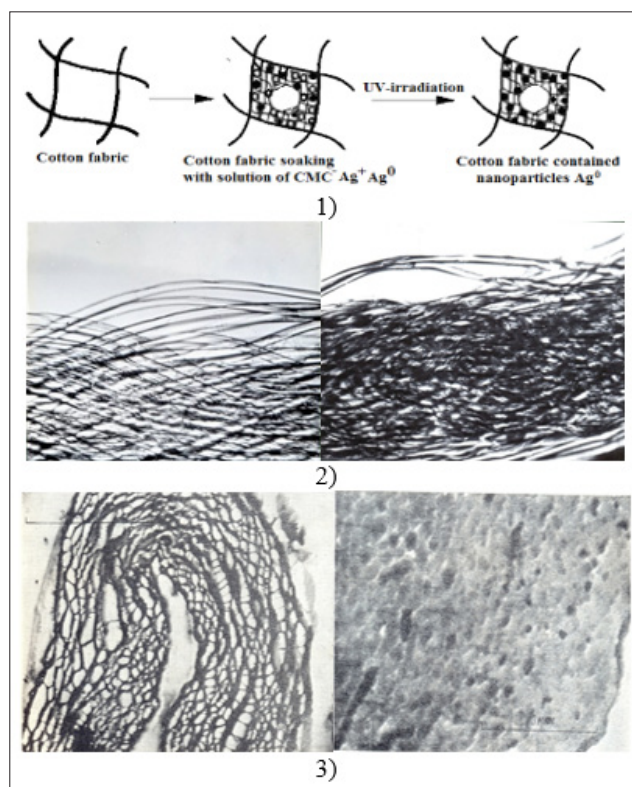 UV-irradiation
Cotton fabric
Cotton fabric soaking
with solution of CMC⁻Ag⁺Ag⁰
Cotton fabric contained
nanoparticles Ag⁰
1)
2)
3)